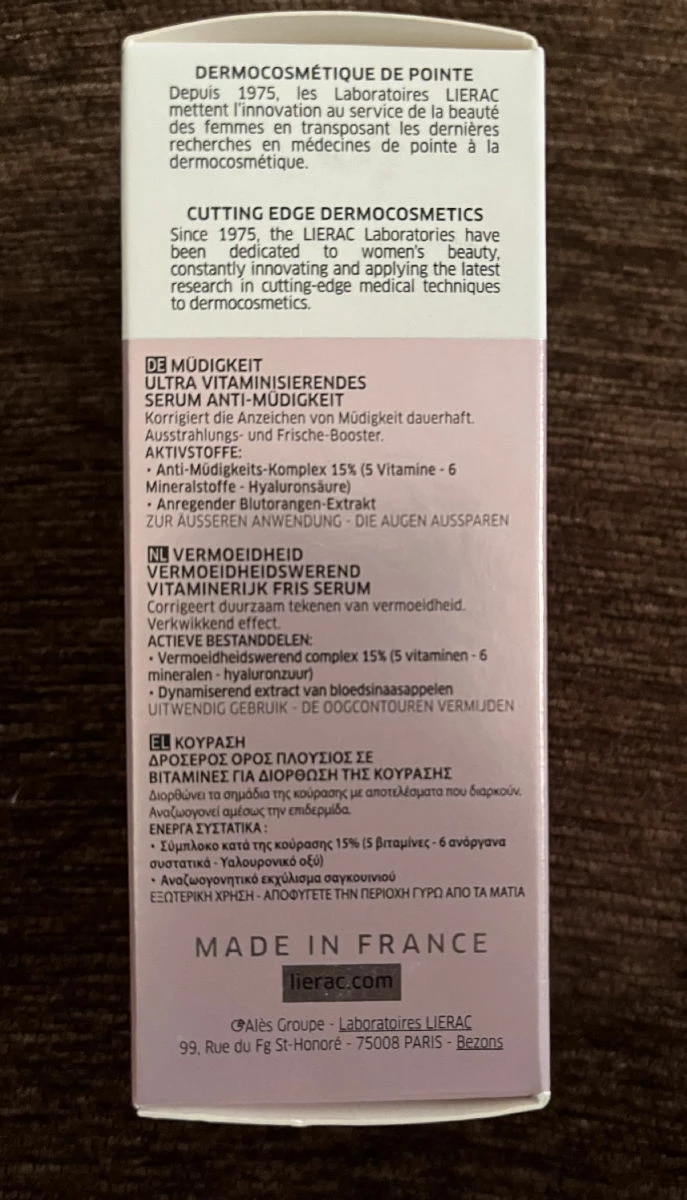 DERMOCOSMÉTIQUE DE POINTE
Depuis 1975, les Laboratoires LIERAC
mettent l'innovation au service de la beauté
des femmes en transposant les dernières
recherches en médecines de pointe à la
dermocosmétique.
CUTTING EDGE DERMOCOSMETICS
Since 1975, the LIERAC Laboratories have
been dedicated to women's beauty,
constantly innovating and applying the latest
research in cutting-edge medical techniques
to dermocosmetics.
DE MÜDIGKEIT
ULTRA VITAMINISIERENDES
SERUM ANTI-MÜDIGKEIT
Korrigiert die Anzeichen von Müdigkeit dauerhaft.
Ausstrahlungs- und Frische-Booster.
AKTIVSTOFFE:
• Anti-Müdigkeits-Komplex 15% (5 Vitamine - 6
Mineralstoffe - Hyaluronsäure)
• Anregender Blutorangen-Extrakt
ZUR ÄUSSEREN ANWENDUNG - DIE AUGEN AUSSPAREN
NL VERMOEIDHEID
VERMOEIDHEIDSWEREND
VITAMINERIJK FRIS SERUM
Corrigeert duurzaam tekenen van vermoeidheid.
Verkwikkend effect.
ACTIEVE BESTANDDELEN:
• Vermoeidheidswerend complex 15% (5 vitaminen - 6
mineralen - hyaluronzuur)
• Dynamiserend extract van bloedsinaasappelen
UITWENDIG GEBRUIK - DE OOGCONTOUREN VERMIJDEN
EL ΚΟΥΡΑΣΗ
ΔΡΟΣΕΡΟΣ ΟΡΟΣ ΠΛΟΥΣΙΟΣ ΣΕ
ΒΙΤΑΜΙΝΕΣ ΓΙΑ ΔΙΟΡΘΩΣΗ ΤΗΣ ΚΟΥΡΑΣΗΣ
Διορθώνει τα σημάδια της κούρασης με αποτελέσματα που διαρκούν.
Αναζωογονεί αμέσως την επιδερμίδα.
ΕΝΕΡΓΑ ΣΥΣΤΑΤΙΚΑ :
• Σύμπλοκο κατά της κούρασης 15% (5 βιταμίνες - 6 ανόργανα
συστατικά - Υαλουρονικό οξύ)
• Αναζωογονητικό εκχύλισμα σαγκουινιού
ΕΞΩΤΕΡΙΚΗ ΧΡΗΣΗ - ΑΠΟΦΥΓΕΤΕ ΤΗΝ ΠΕΡΙΟΧΗ ΓΥΡΩ ΑΠΟ ΤΑ ΜΑΤΙΑ
MADE IN FRANCE
lierac.com
Alès Groupe - Laboratoires LIERAC
99, Rue du Fg St-Honoré - 75008 PARIS - Bezons